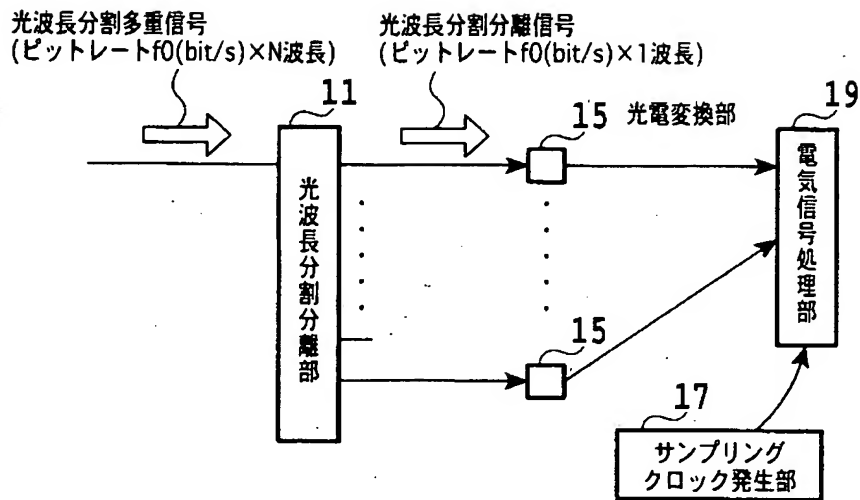 光波長分割多重信号
(ピットレートf0(bit/s)×N波長)
光波長分割分離信号
(ピットレートf0(bit/s)×1波長)
11
15
光電変換部
19
光波長分割分離部
電気信号処理部
15
17
サンプリング
クロック発生部